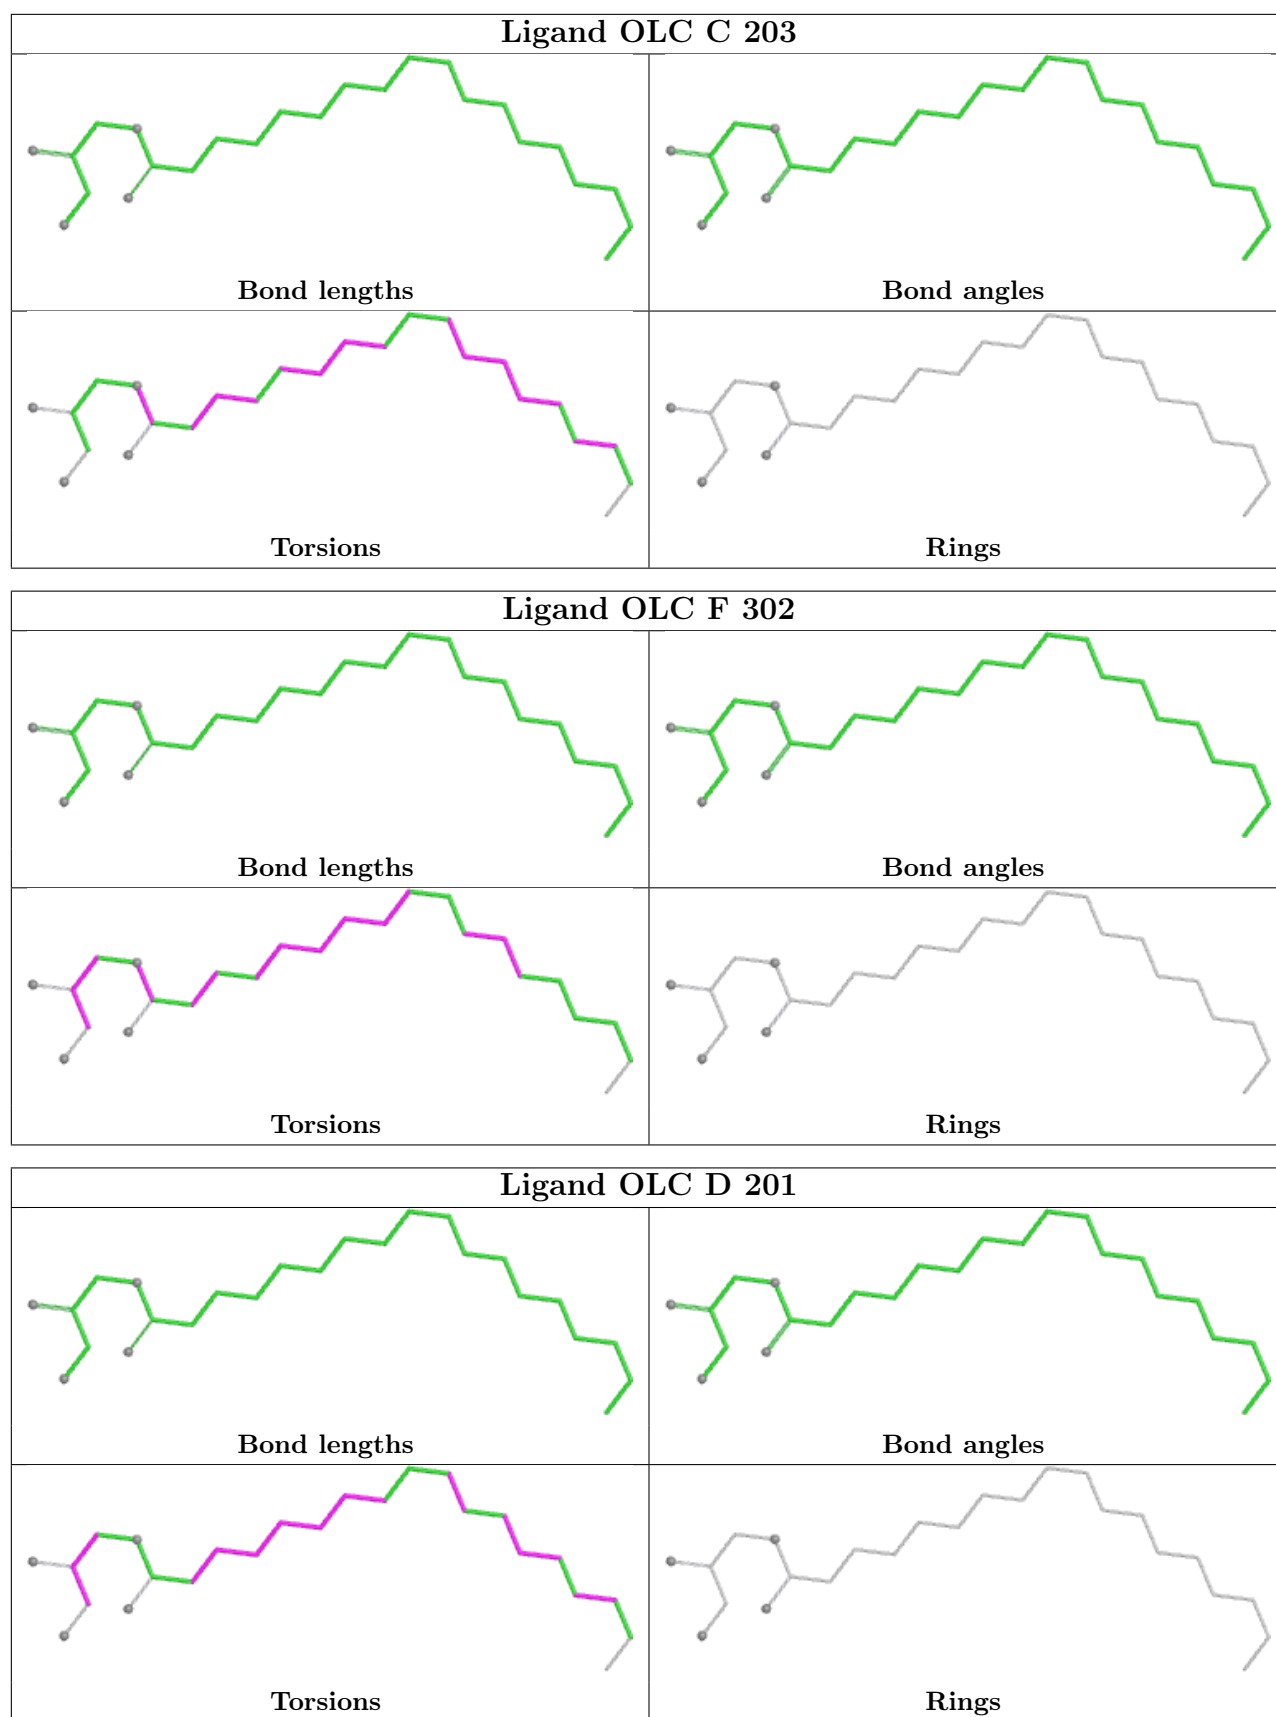 Ligand OLC C 203
Bond lengths
Bond angles
Torsions
Rings
Ligand OLC F 302
Bond lengths
Bond angles
Torsions
Rings
Ligand OLC D 201
Bond lengths
Bond angles
Torsions
Rings